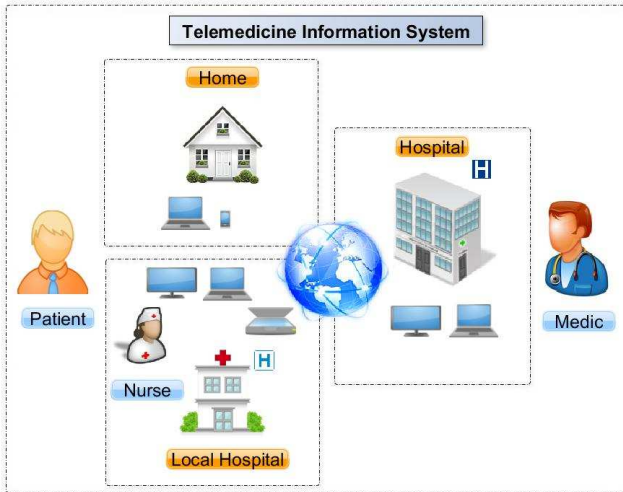 Telemedicine Information System
Home
Hospital
H
Patient
Medic
Nurse
H
Local Hospital